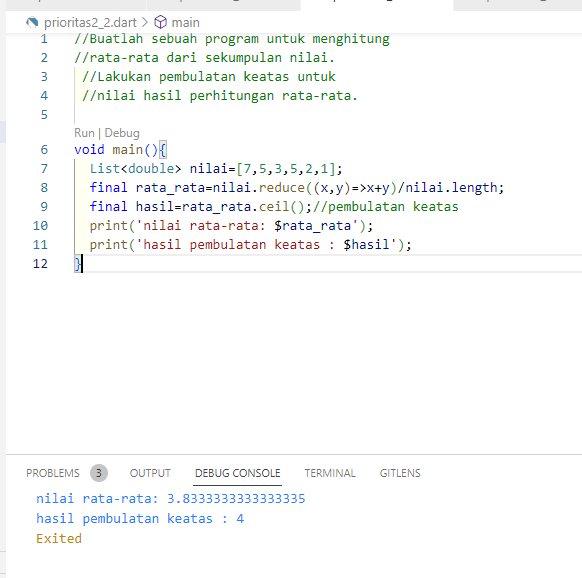 prioritas2_2.dart > main
1 //Buatlah sebuah program untuk menghitung
2 //rata-rata dari sekumpulan nilai.
3 //Lakukan pembulatan keatas untuk
4 //nilai hasil perhitungan rata-rata.
5
Run | Debug
6 void main(){
7 List<double> nilai=[7,5,3,5,2,1];
8 final rata_rata=nilai.reduce((x,y)=>x+y)/nilai.length;
9 final hasil=rata_rata.ceil();//pembulatan keatas
10 print('nilai rata-rata: $rata_rata');
11 print('hasil pembulatan keatas : $hasil');
12 }
PROBLEMS 3 OUTPUT DEBUG CONSOLE TERMINAL GITLENS
nilai rata-rata: 3.8333333333333335
hasil pembulatan keatas : 4
Exited